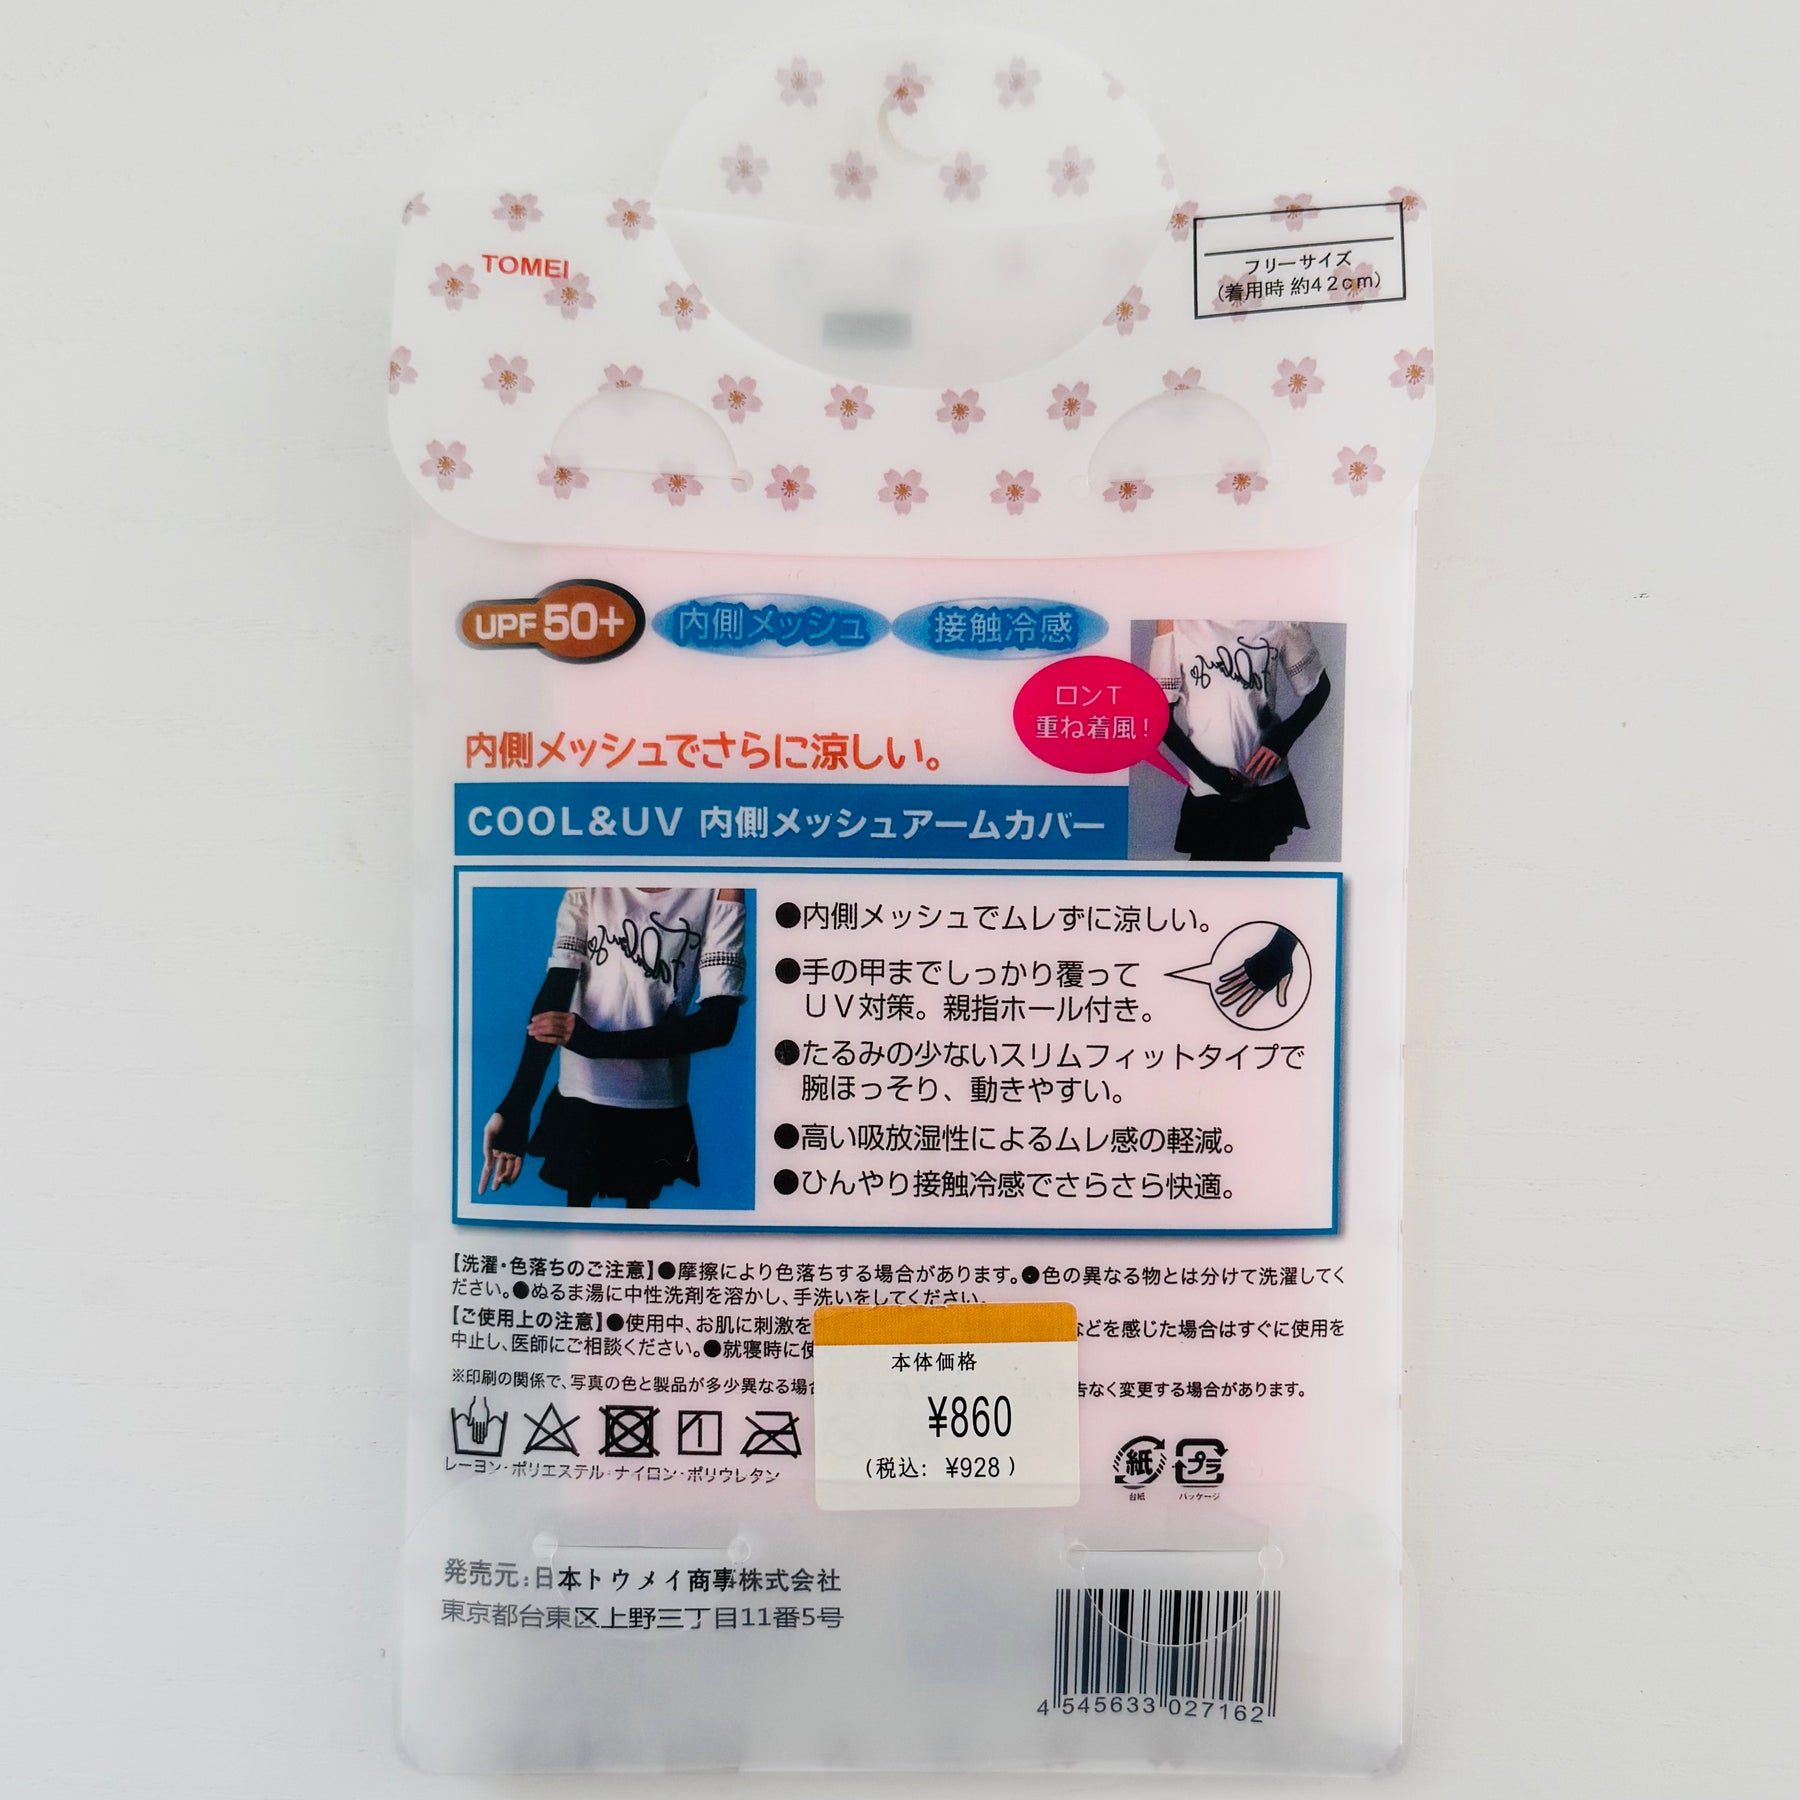 TOMEI
フリーサイズ
(着用時 約42cm)
UPF 50+
内側メッシュ
接触冷感
ロンT
重ね着風!
内側メッシュでさらに涼しい。
COOL&UV 内側メッシュアームカバー
●内側メッシュでムレずに涼しい。
●手の甲までしっかり覆って
UV対策。親指ホール付き。
●たるみの少ないスリムフィットタイプで
腕ほっそり、動きやすい。
●高い吸放湿性によるムレ感の軽減。
●ひんやり接触冷感でさらさら快適。
【洗濯・色落ちのご注意】●摩擦により色落ちする場合があります。●色の異なる物とは分けて洗濯してく
ださい。●ぬるま湯に中性洗剤を溶かし、手洗いをしてください。
【ご使用上の注意】●使用中、お肌に刺激を などを感じた場合はすぐに使用を
中止し、医師にご相談ください。●就寝時に使
※印刷の関係で、写真の色と製品が多少異なる場合 告なく変更する場合があります。
本体価格
¥860
(税込: ¥928)
レーヨン・ポリエステル・ナイロン・ポリウレタン
紙
プラ
台紙
パッケージ
発売元:日本トウメイ商事株式会社
東京都台東区上野三丁目11番5号
4 545633 027162